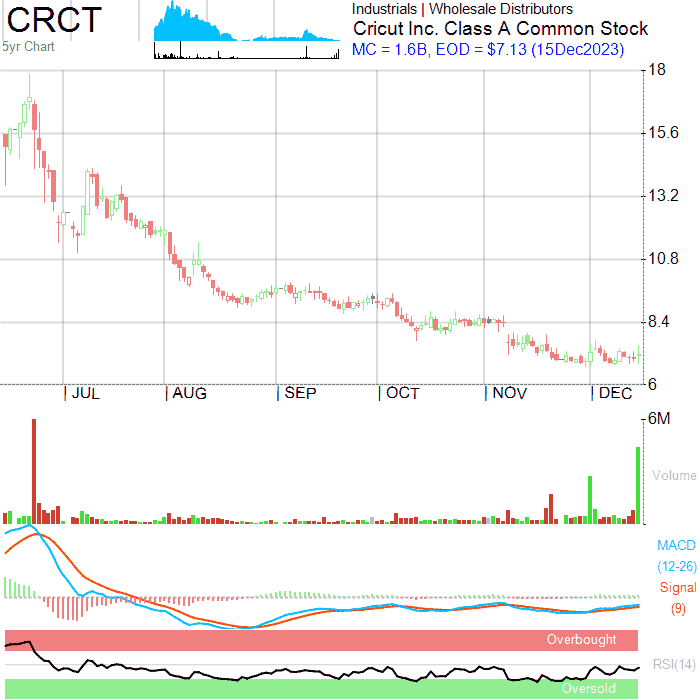 CRCT
5yr Chart
Industrials | Wholesale Distributors
Cricut Inc. Class A Common Stock
MC = 1.6B, EOD = $7.13 (15Dec2023)
18
15.6
13.2
10.8
8.4
6
JUL
AUG
SEP
OCT
NOV
DEC
6M
Volume
MACD
(12-26)
Signal
(9)
Overbought
RSI(14)
Oversold